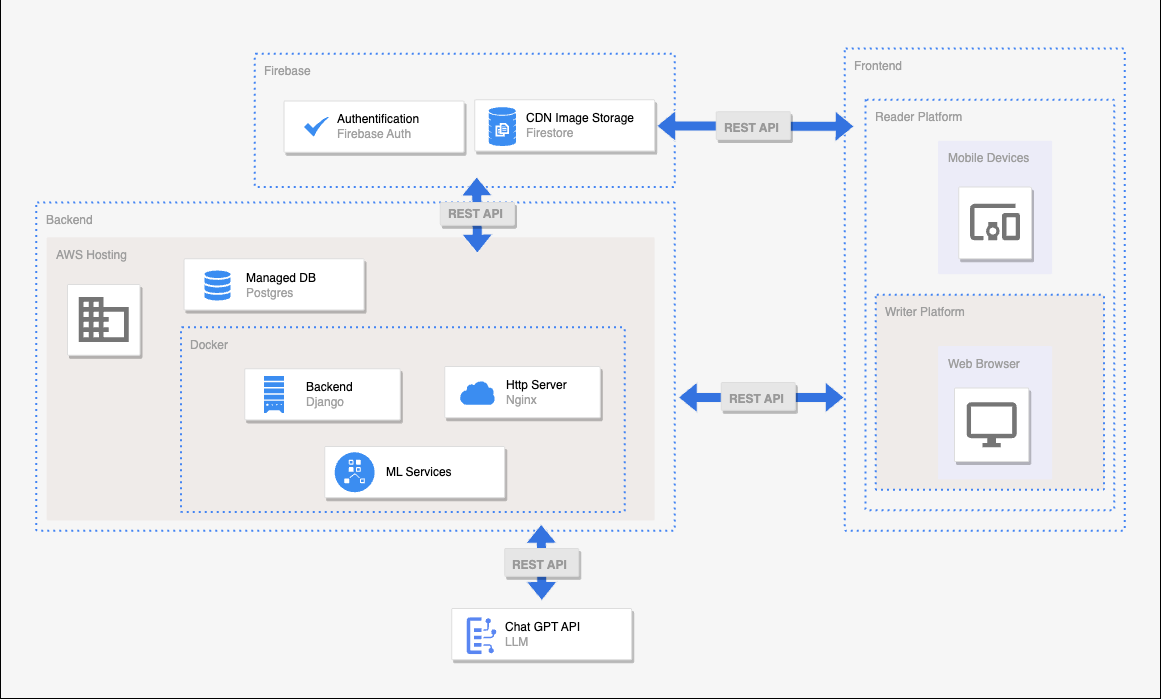 Firebase
Authentification
Firebase Auth
CDN Image Storage
Firestore
REST API
Frontend
Reader Platform
Mobile Devices
Writer Platform
Web Browser
REST API
Backend
AWS Hosting
Managed DB
Postgres
Docker
Backend
Django
Http Server
Nginx
ML Services
REST API
REST API
Chat GPT API
LLM